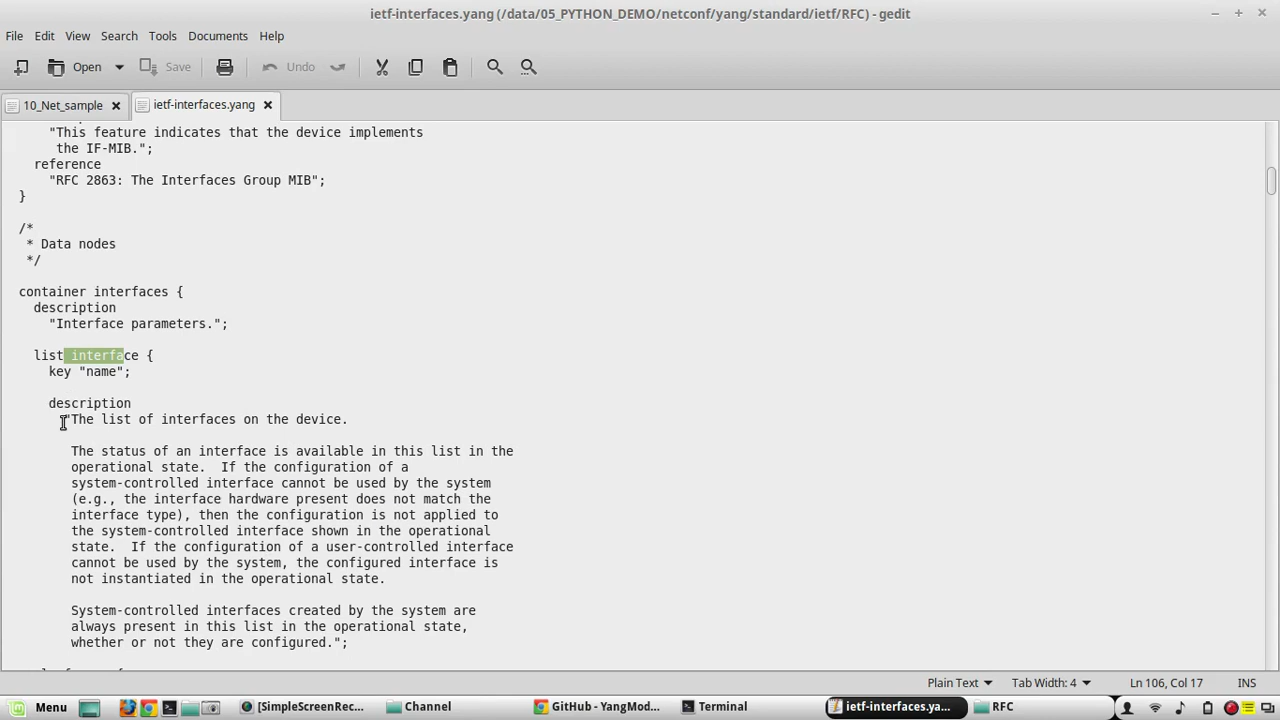 ietf-interfaces.yang (/data/05_PYTHON_DEMO/netconf/yang/standard/ietf/RFC) - gedit
File Edit View Search Tools Documents Help
Open Save Undo
10_Net_sample ietf-interfaces.yang
"This feature indicates that the device implements
the IF-MIB.";
reference
"RFC 2863: The Interfaces Group MIB";
}
/*
* Data nodes
*/
container interfaces {
description
"Interface parameters.";
list interface {
key "name";
description
"The list of interfaces on the device.
The status of an interface is available in this list in the
operational state.  If the configuration of a
system-controlled interface cannot be used by the system
(e.g., the interface hardware present does not match the
interface type), then the configuration is not applied to
the system-controlled interface shown in the operational
state.  If the configuration of a user-controlled interface
cannot be used by the system, the configured interface is
not instantiated in the operational state.
System-controlled interfaces created by the system are
always present in this list in the operational state,
whether or not they are configured.";
Plain Text Tab Width: 4 Ln 106, Col 17 INS
Menu [SimpleScreenRec... Channel GitHub - YangMod... Terminal ietf-interfaces.ya... RFC